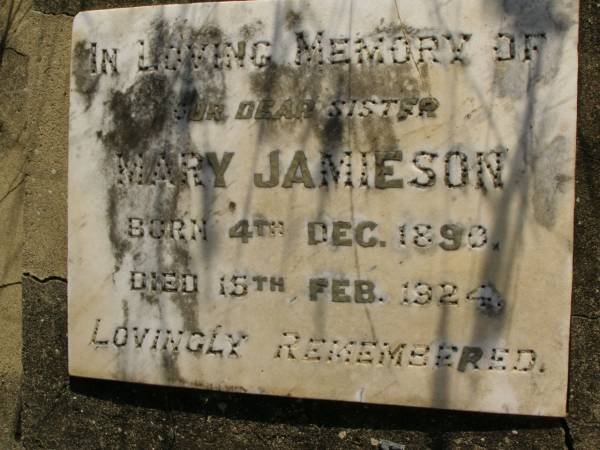 IN LOVING MEMORY OF
OUR DEAR SISTER
MARY JAMIESON
BORN 4TH DEC. 1890.
DIED 15TH FEB. 1924.
LOVINGLY REMEMBERED.